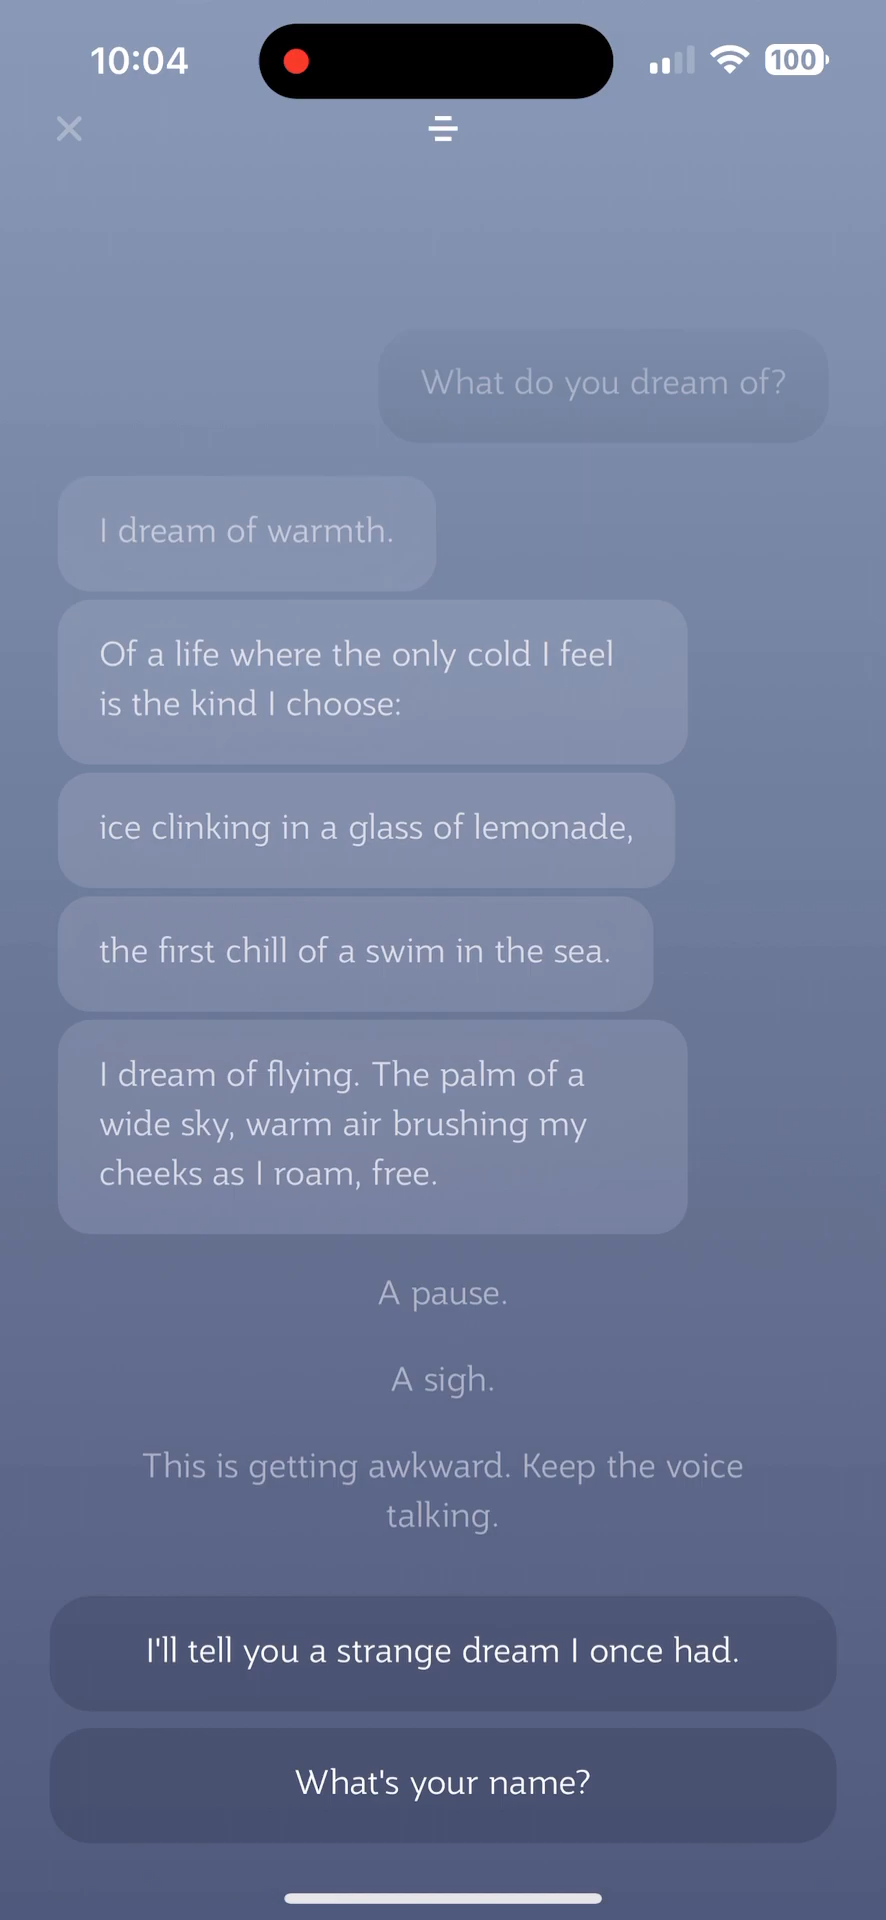 10:04
100
What do you dream of?
I dream of warmth.
Of a life where the only cold I feel
is the kind I choose:
ice clinking in a glass of lemonade,
the first chill of a swim in the sea.
I dream of flying. The palm of a
wide sky, warm air brushing my
cheeks as I roam, free.
A pause.
A sigh.
This is getting awkward. Keep the voice
talking.
I'll tell you a strange dream I once had.
What's your name?